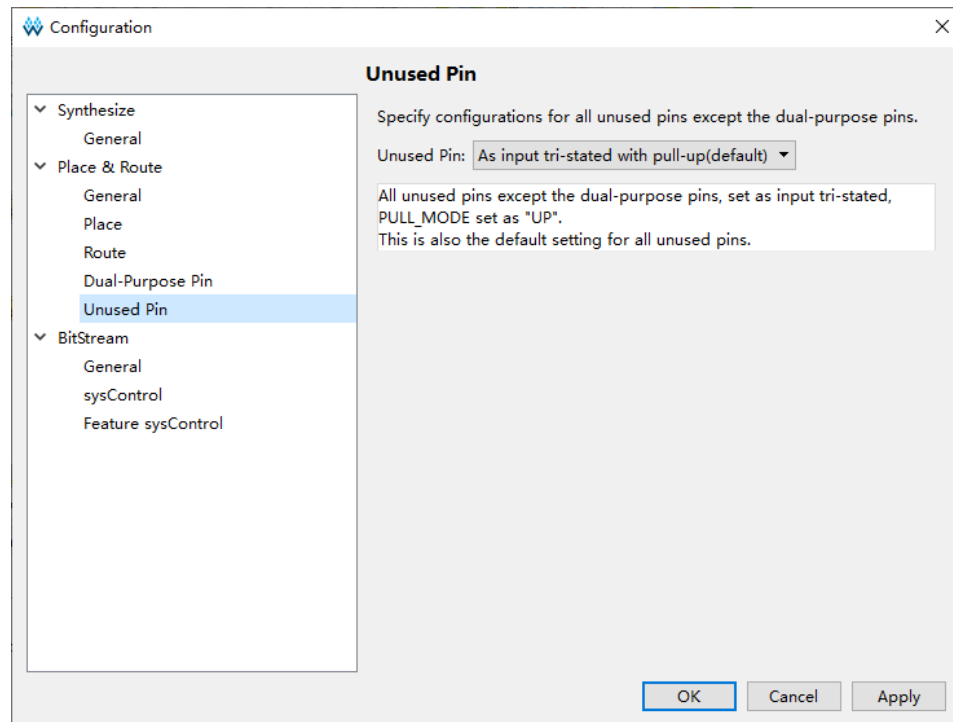 Configuration
Unused Pin
Synthesize
General
Place & Route
General
Place
Route
Dual-Purpose Pin
Unused Pin
BitStream
General
sysControl
Feature sysControl
Specify configurations for all unused pins except the dual-purpose pins.
Unused Pin: As input tri-stated with pull-up(default)
All unused pins except the dual-purpose pins, set as input tri-stated,
PULL_MODE set as "UP".
This is also the default setting for all unused pins.
OK Cancel Apply